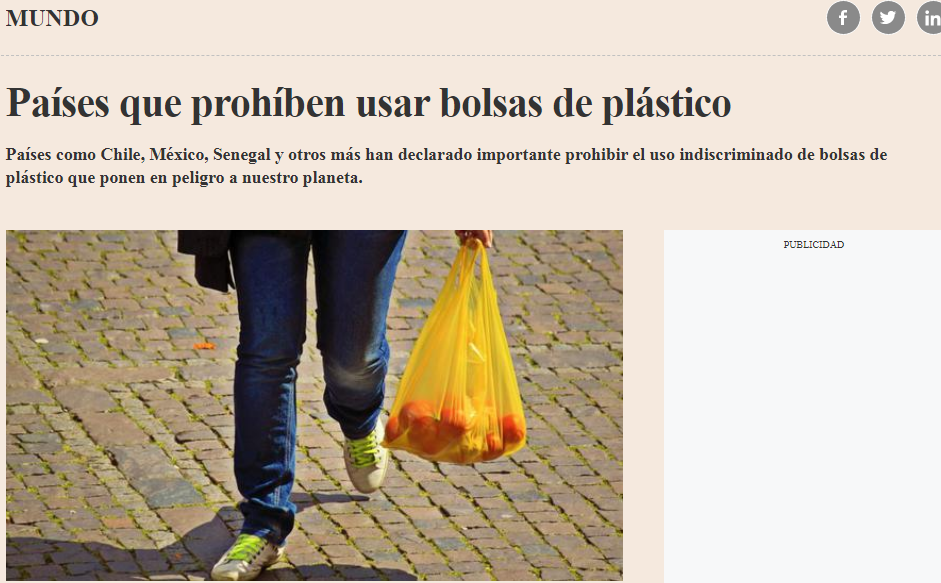 MUNDO
Países que prohíben usar bolsas de plástico
Países como Chile, México, Senegal y otros más han declarado importante prohibir el uso indiscriminado de bolsas de
plástico que ponen en peligro a nuestro planeta.
PUBLICIDAD